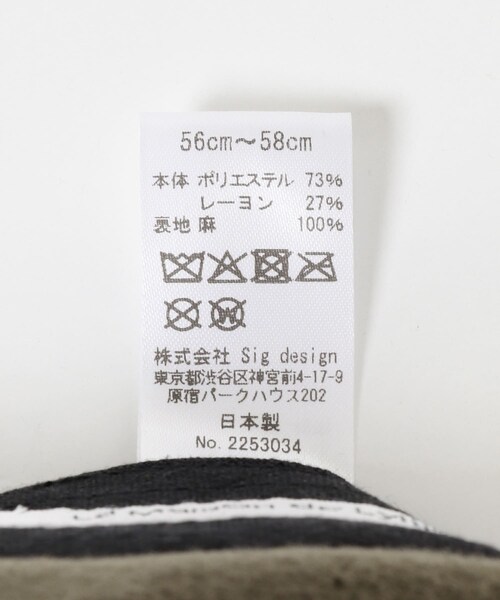 56cm～58cm
本体 ポリエステル 73%
レーヨン 27%
裏地 麻 100%
W
株式会社 Sig design
東京都渋谷区神宮前4-17-9
原宿パークハウス202
日本製
No. 2253034